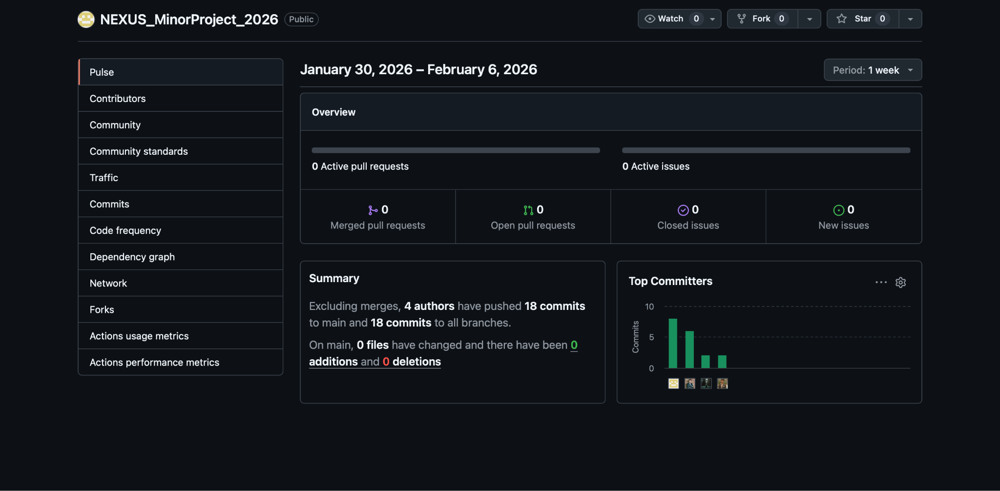 NEXUS_MinorProject_2026 Public
Watch 0
Fork 0
Star 0
Pulse
Contributors
Community
Community standards
Traffic
Commits
Code frequency
Dependency graph
Network
Forks
Actions usage metrics
Actions performance metrics
January 30, 2026 – February 6, 2026
Period: 1 week
Overview
0 Active pull requests
0 Active issues
0
Merged pull requests
0
Open pull requests
0
Closed issues
0
New issues
Summary
Excluding merges, 4 authors have pushed 18 commits
to main and 18 commits to all branches.
On main, 0 files have changed and there have been 0
additions and 0 deletions
Top Committers
Commits
10
5
0